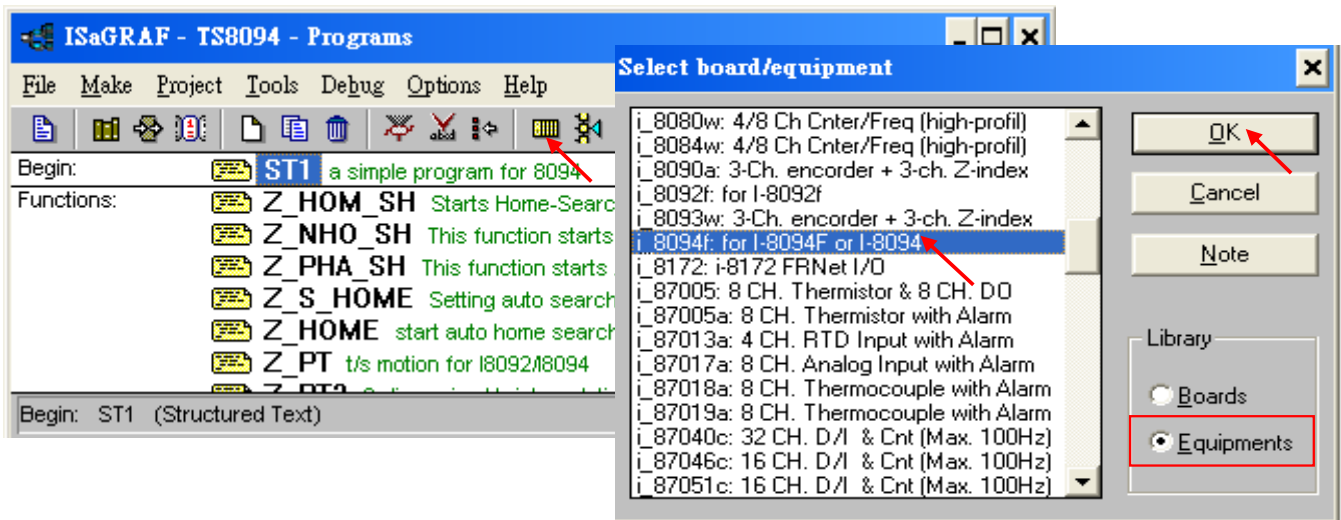 ISaGRAF - TS8094 - Programs
File Make Project Tools Debug Options Help
Begin: ST1 a simple program for 8094
Functions: Z_HOM_SH Starts Home-Searc
Z_NHO_SH This function starts
Z_PHA_SH This function starts
Z_S_HOME Setting auto search
Z_HOME start auto home search
Z_PT t/s motion for I8092/I8094
Begin: ST1 (Structured Text)
Select board/equipment
i_8080w: 4/8 Ch Cnter/Freq (high-profil)
i_8084w: 4/8 Ch Cnter/Freq (high-profil)
i_8090a: 3-Ch. encorder + 3-ch. Z-index
i_8092f: for I-8092f
i_8093w: 3-Ch. encorder + 3-ch. Z-index
i_8094f: for I-8094F or I-8094
i_8172: i-8172 FRNet I/O
i_87005: 8 CH. Thermistor & 8 CH. DO
i_87005a: 8 CH. Thermistor with Alarm
i_87013a: 4 CH. RTD Input with Alarm
i_87017a: 8 CH. Analog Input with Alarm
i_87018a: 8 CH. Thermocouple with Alarm
i_87019a: 8 CH. Thermocouple with Alarm
i_87040c: 32 CH. D/I & Cnt (Max. 100Hz)
i_87046c: 16 CH. D/I & Cnt (Max. 100Hz)
i_87051c: 16 CH. D/I & Cnt (Max. 100Hz)
OK
Cancel
Note
Library
Boards
Equipments